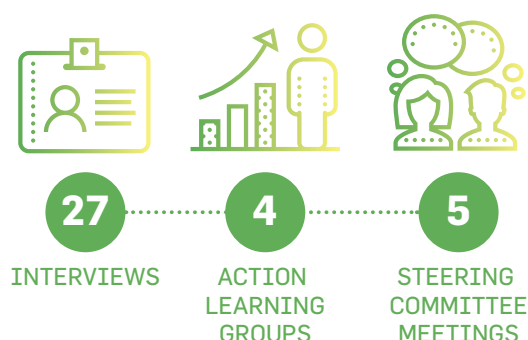 27
4
5
INTERVIEWS
ACTION
LEARNING
GROUPS
STEERING
COMMITTEE
MEETINGS